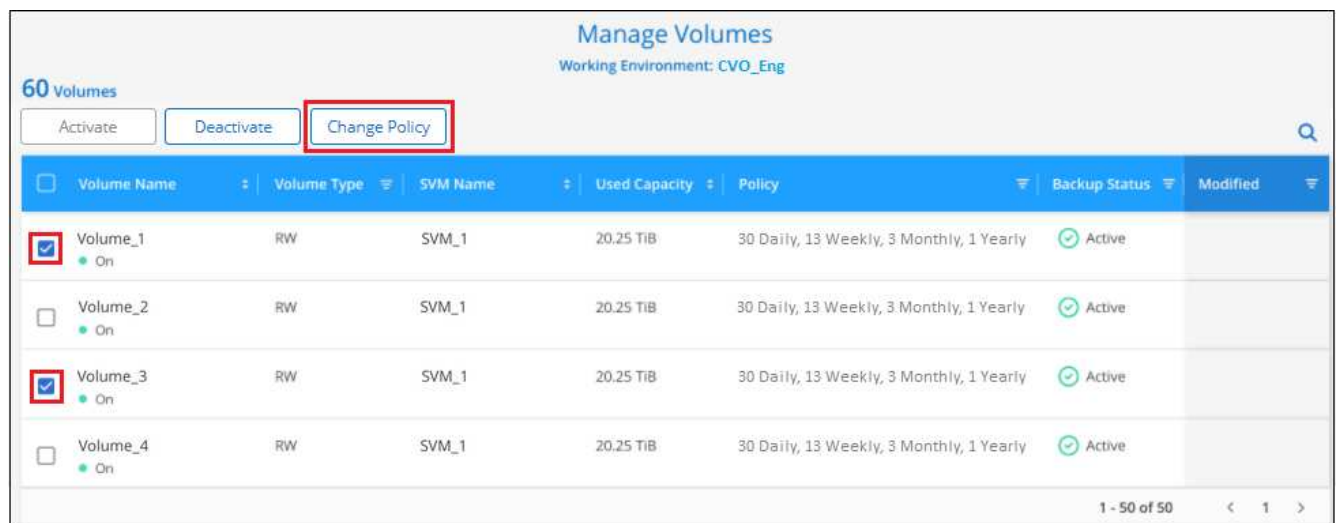 Manage Volumes
Working Environment: CVO_Eng
60 Volumes
Activate Deactivate Change Policy
Volume Name Volume Type SVM Name Used Capacity Policy Backup Status Modified
Volume_1 RW SVM_1 20.25 TiB 30 Daily, 13 Weekly, 3 Monthly, 1 Yearly Active
On
Volume_2 RW SVM_1 20.25 TiB 30 Daily, 13 Weekly, 3 Monthly, 1 Yearly Active
On
Volume_3 RW SVM_1 20.25 TiB 30 Daily, 13 Weekly, 3 Monthly, 1 Yearly Active
On
Volume_4 RW SVM_1 20.25 TiB 30 Daily, 13 Weekly, 3 Monthly, 1 Yearly Active
On
1 - 50 of 50 < 1 >